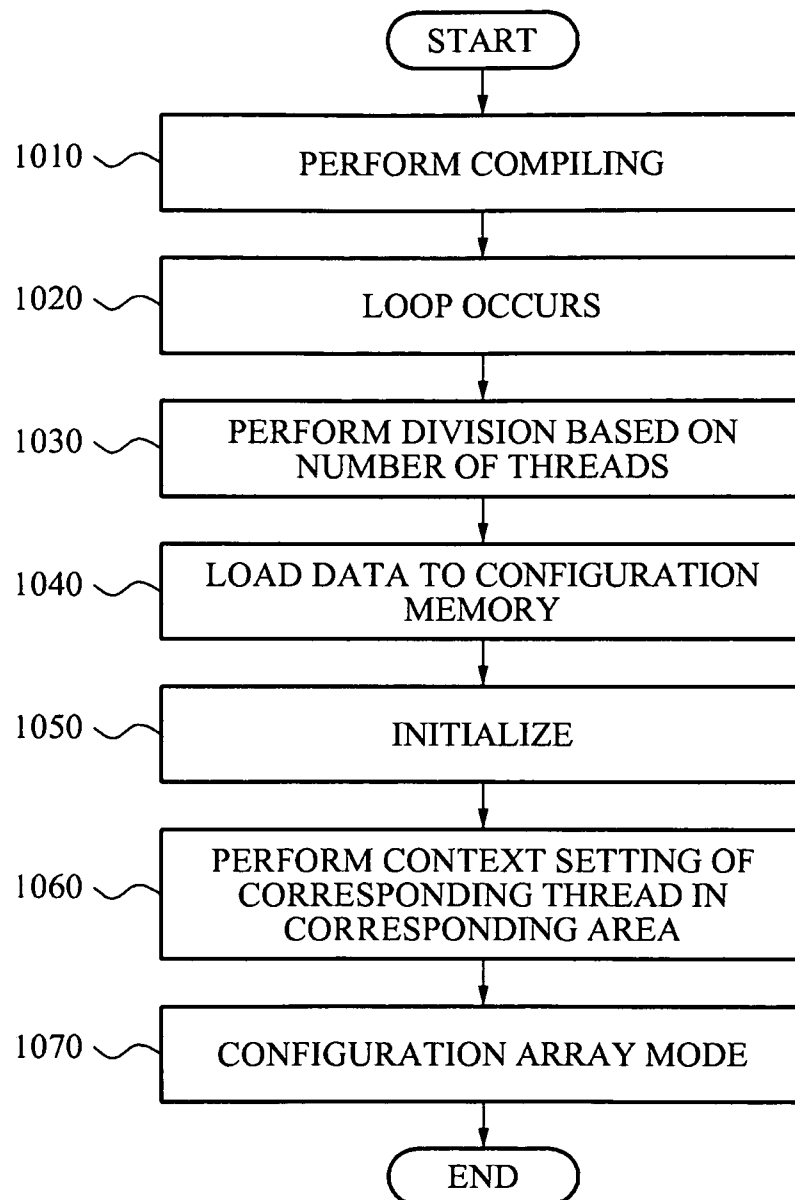 START
1010
PERFORM COMPILING
1020
LOOP OCCURS
1030
PERFORM DIVISION BASED ON
NUMBER OF THREADS
1040
LOAD DATA TO CONFIGURATION
MEMORY
1050
INITIALIZE
1060
PERFORM CONTEXT SETTING OF
CORRESPONDING THREAD IN
CORRESPONDING AREA
1070
CONFIGURATION ARRAY MODE
END